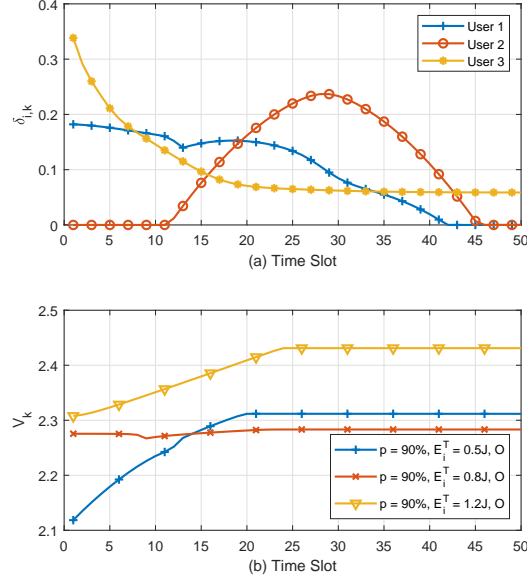 0.4
0.3
0.2
0.1
0
δi,k
User 1
User 2
User 3
0 5 10 15 20 25 30 35 40 45 50
(a) Time Slot
2.5
2.4
2.3
2.2
2.1
Vk
p = 90%, EiT = 0.5J, O
p = 90%, EiT = 0.8J, O
p = 90%, EiT = 1.2J, O
0 5 10 15 20 25 30 35 40 45 50
(b) Time Slot